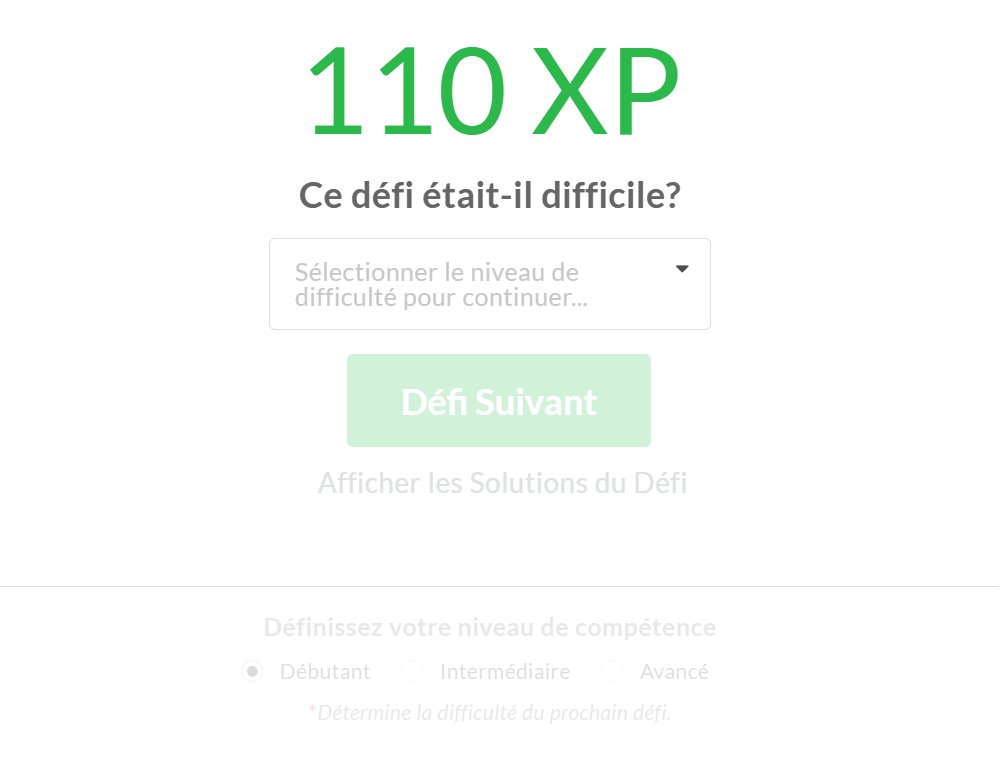 110 XP
Ce défi était-il difficile?
Sélectionner le niveau de
difficulté pour continuer...
Défi Suivant
Afficher les Solutions du Défi
Définissez votre niveau de compétence
Débutant Intermédiaire Avancé
*Détermine la difficulté du prochain défi.